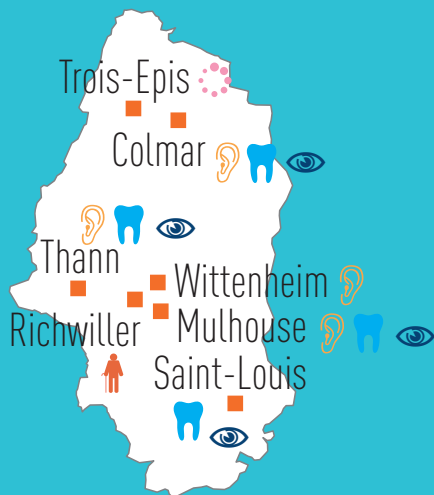 Trois-Epis
Colmar
Thann
Wittenheim
Richwiller
Mulhouse
Saint-Louis